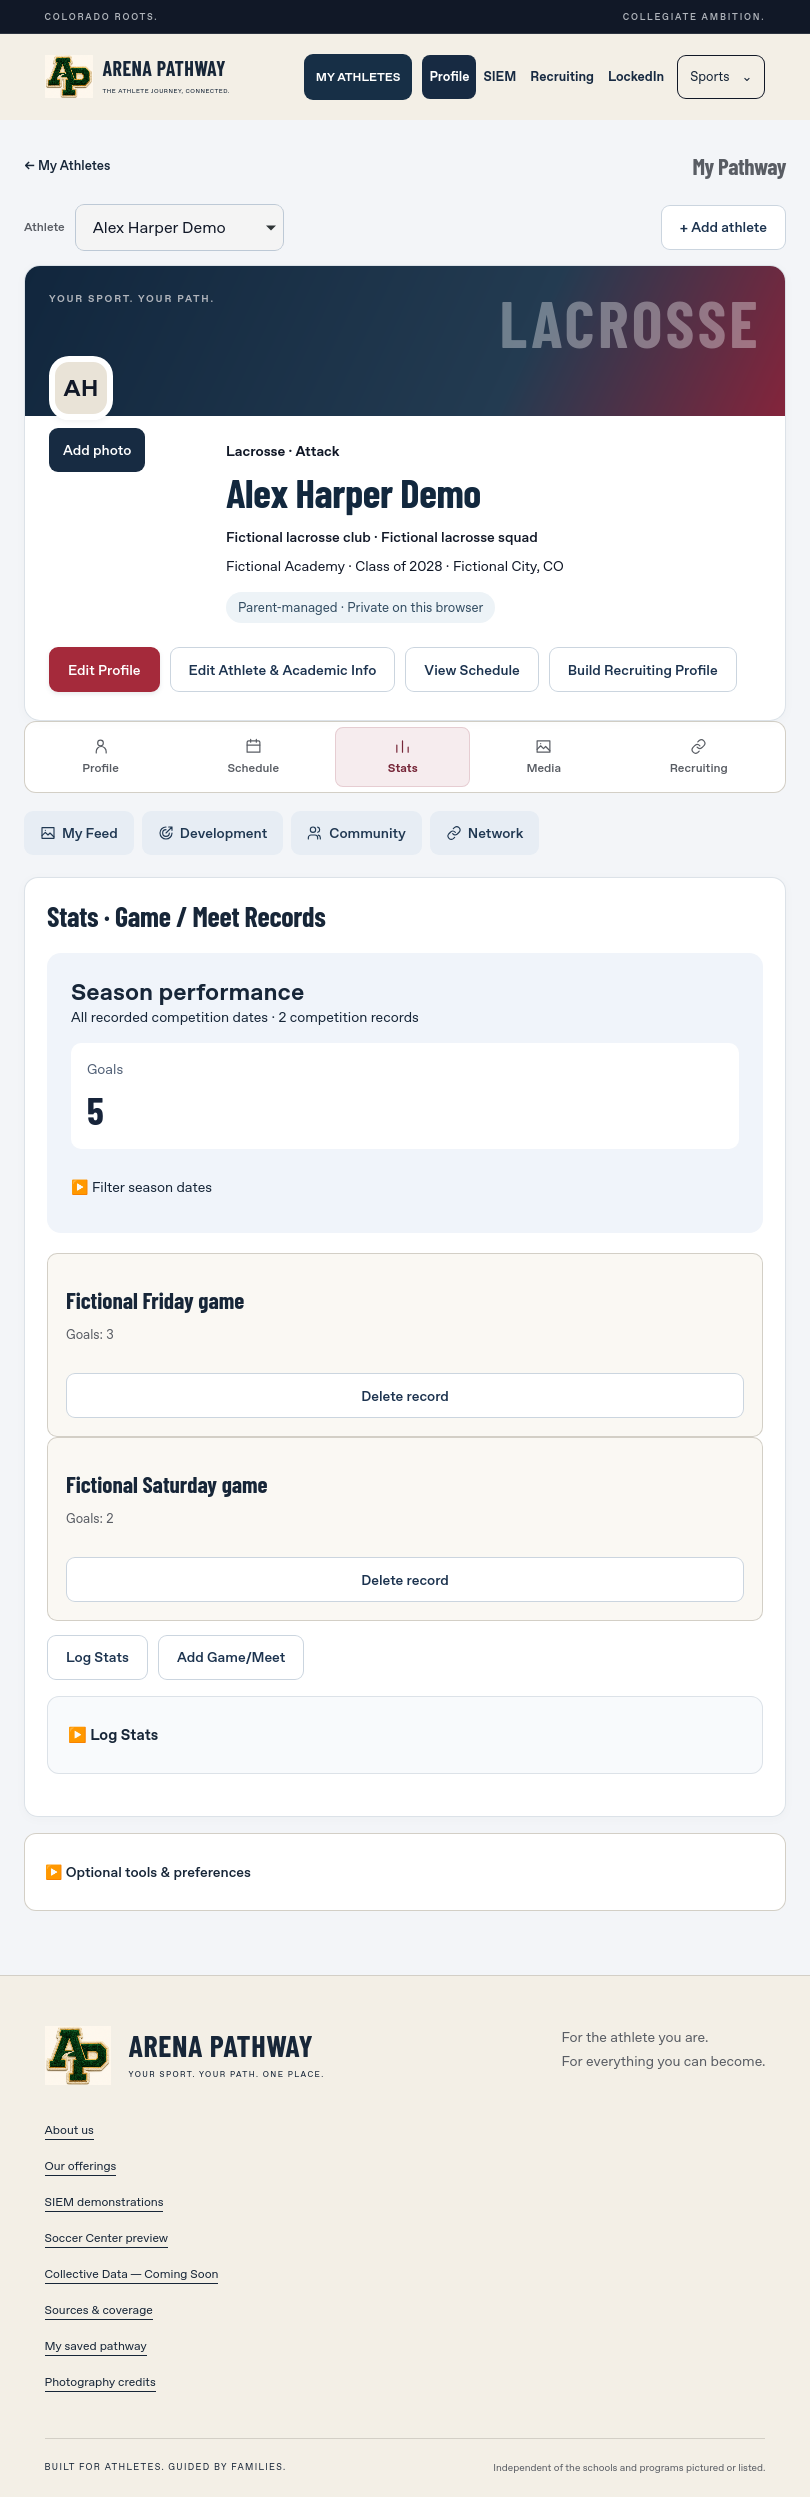 COLORADO ROOTS.
COLLEGIATE AMBITION.
AP
ARENA PATHWAY
THE ATHLETE JOURNEY, CONNECTED.
MY ATHLETES
Profile
SIEM
Recruiting
LockedIn
Sports
← My Athletes
My Pathway
Athlete
Alex Harper Demo
+ Add athlete
YOUR SPORT. YOUR PATH.
LACROSSE
AH
Add photo
Lacrosse · Attack
Alex Harper Demo
Fictional lacrosse club · Fictional lacrosse squad
Fictional Academy · Class of 2028 · Fictional City, CO
Parent-managed · Private on this browser
Edit Profile
Edit Athlete & Academic Info
View Schedule
Build Recruiting Profile
Profile
Schedule
Stats
Media
Recruiting
My Feed
Development
Community
Network
Stats · Game / Meet Records
Season performance
All recorded competition dates · 2 competition records
Goals
5
Filter season dates
Fictional Friday game
Goals: 3
Delete record
Fictional Saturday game
Goals: 2
Delete record
Log Stats
Add Game/Meet
Log Stats
Optional tools & preferences
AP
ARENA PATHWAY
YOUR SPORT. YOUR PATH. ONE PLACE.
For the athlete you are.
For everything you can become.
About us
Our offerings
SIEM demonstrations
Soccer Center preview
Collective Data — Coming Soon
Sources & coverage
My saved pathway
Photography credits
BUILT FOR ATHLETES. GUIDED BY FAMILIES.
Independent of the schools and programs pictured or listed.